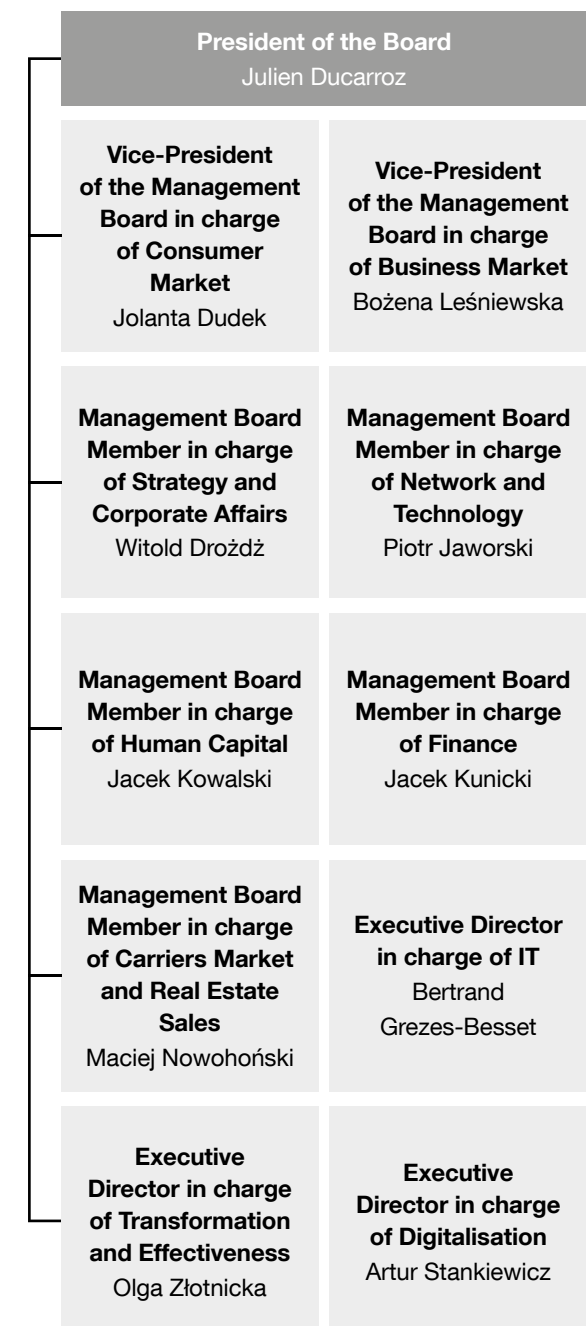 President of the Board
Julien Ducarroz
Vice-President
of the Management
Board in charge
of Consumer
Market
Jolanta Dudek
Vice-President
of the Management
Board in charge
of Business Market
Bożena Leśniewska
Management Board
Member in charge
of Strategy and
Corporate Affairs
Witold Drożdż
Management Board
Member in charge
of Network and
Technology
Piotr Jaworski
Management Board
Member in charge
of Human Capital
Jacek Kowalski
Management Board
Member in charge
of Finance
Jacek Kunicki
Management Board
Member in charge
of Carriers Market
and Real Estate
Sales
Maciej Nowohoński
Executive Director
in charge of IT
Bertrand
Grezes-Besset
Executive
Director in charge
of Transformation
and Effectiveness
Olga Złotnicka
Executive
Director in charge
of Digitalisation
Artur Stankiewicz